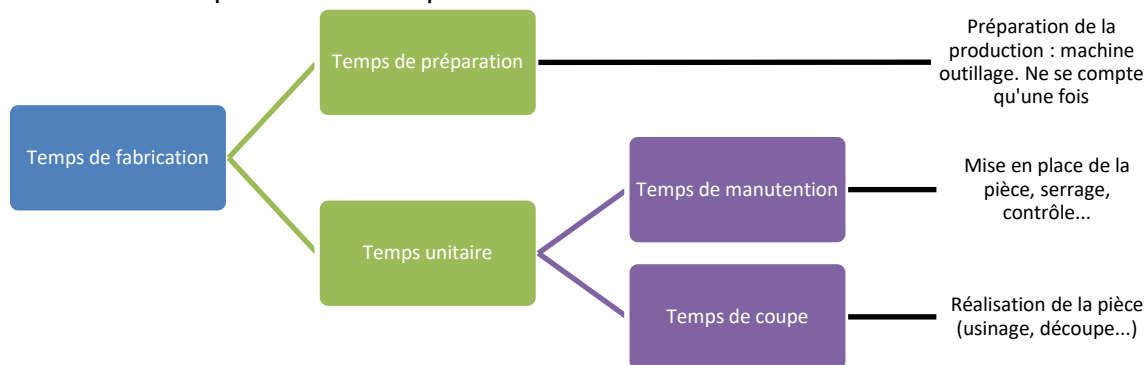 Temps de préparation
Préparation de la
production : machine
outillage. Ne se compte
qu'une fois
Temps de fabrication
Temps de manutention
Mise en place de la
pièce, serrage,
contrôle...
Temps unitaire
Temps de coupe
Réalisation de la pièce
(usinage, découpe...)